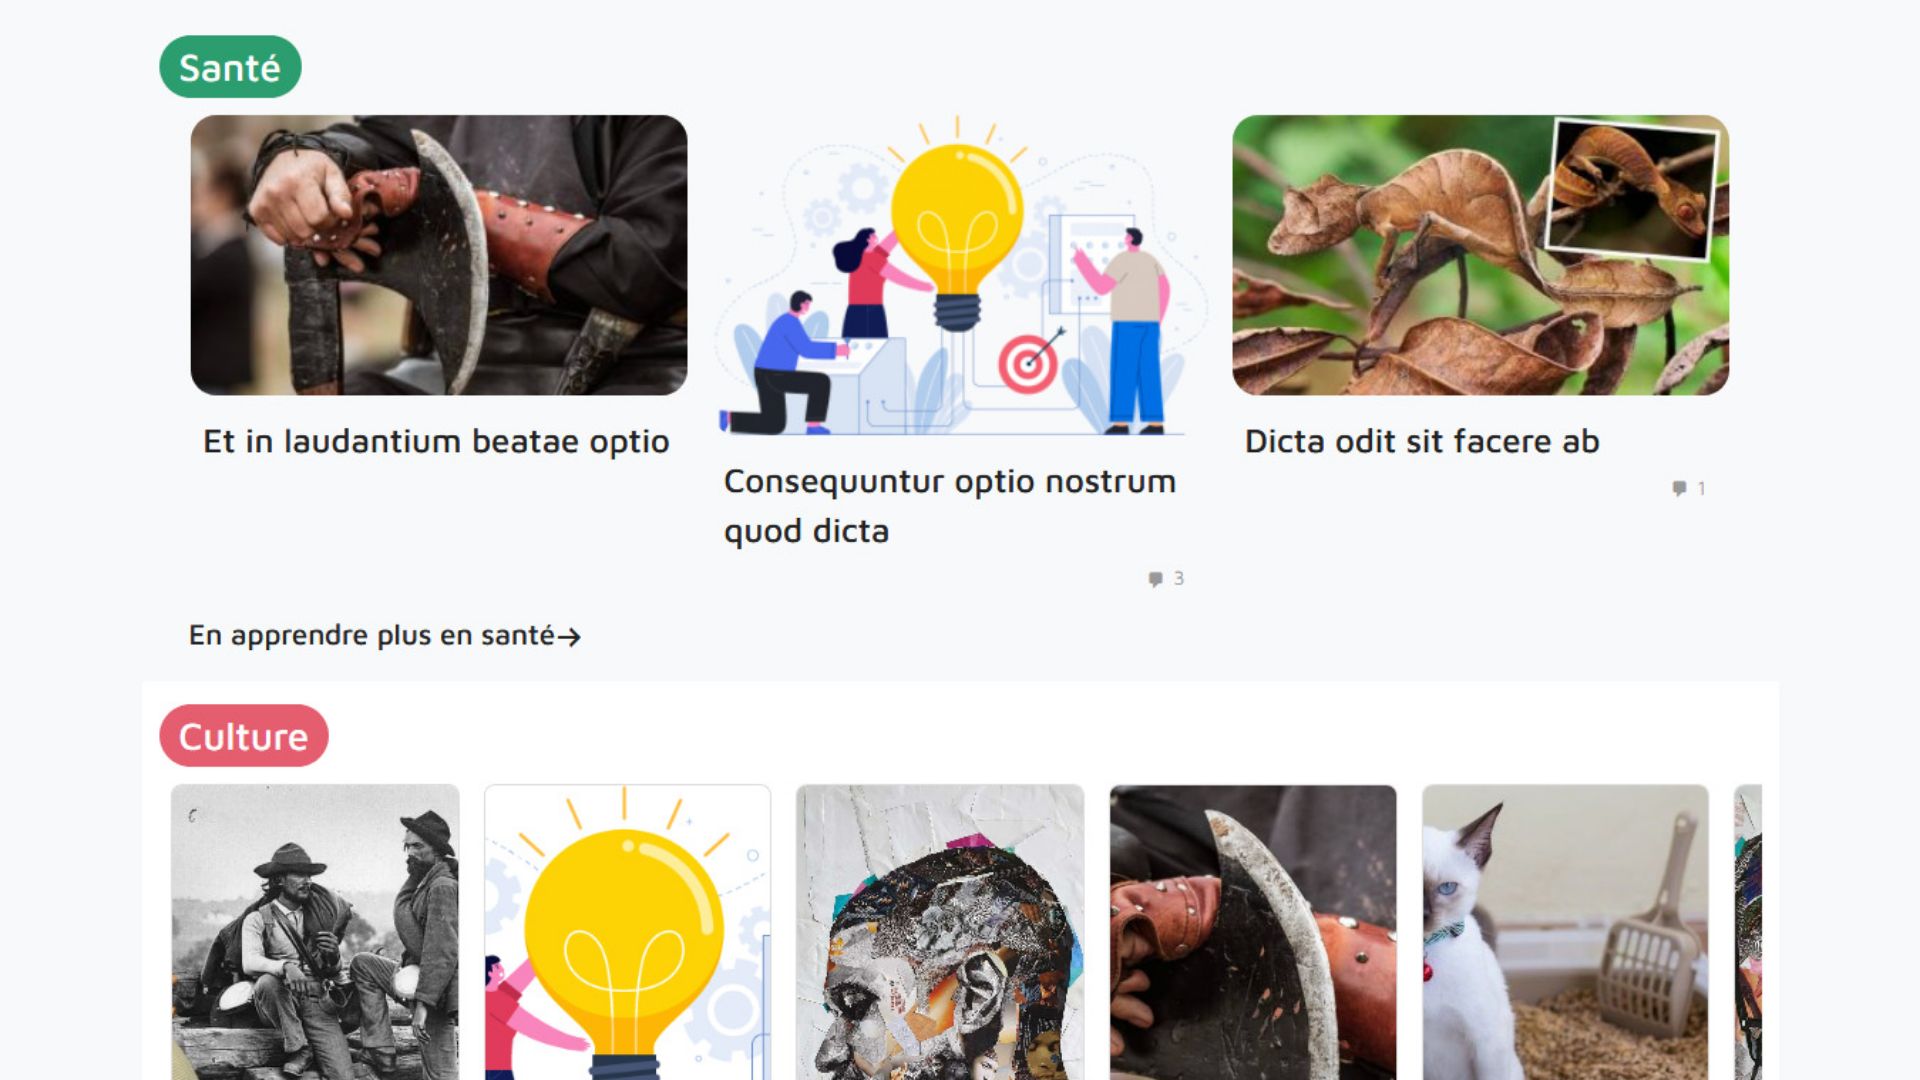 Santé
Et in laudantium beatae optio
Consequuntur optio nostrum
quod dicta
3
Dicta odit sit facere ab
1
En apprendre plus en santé→
Culture